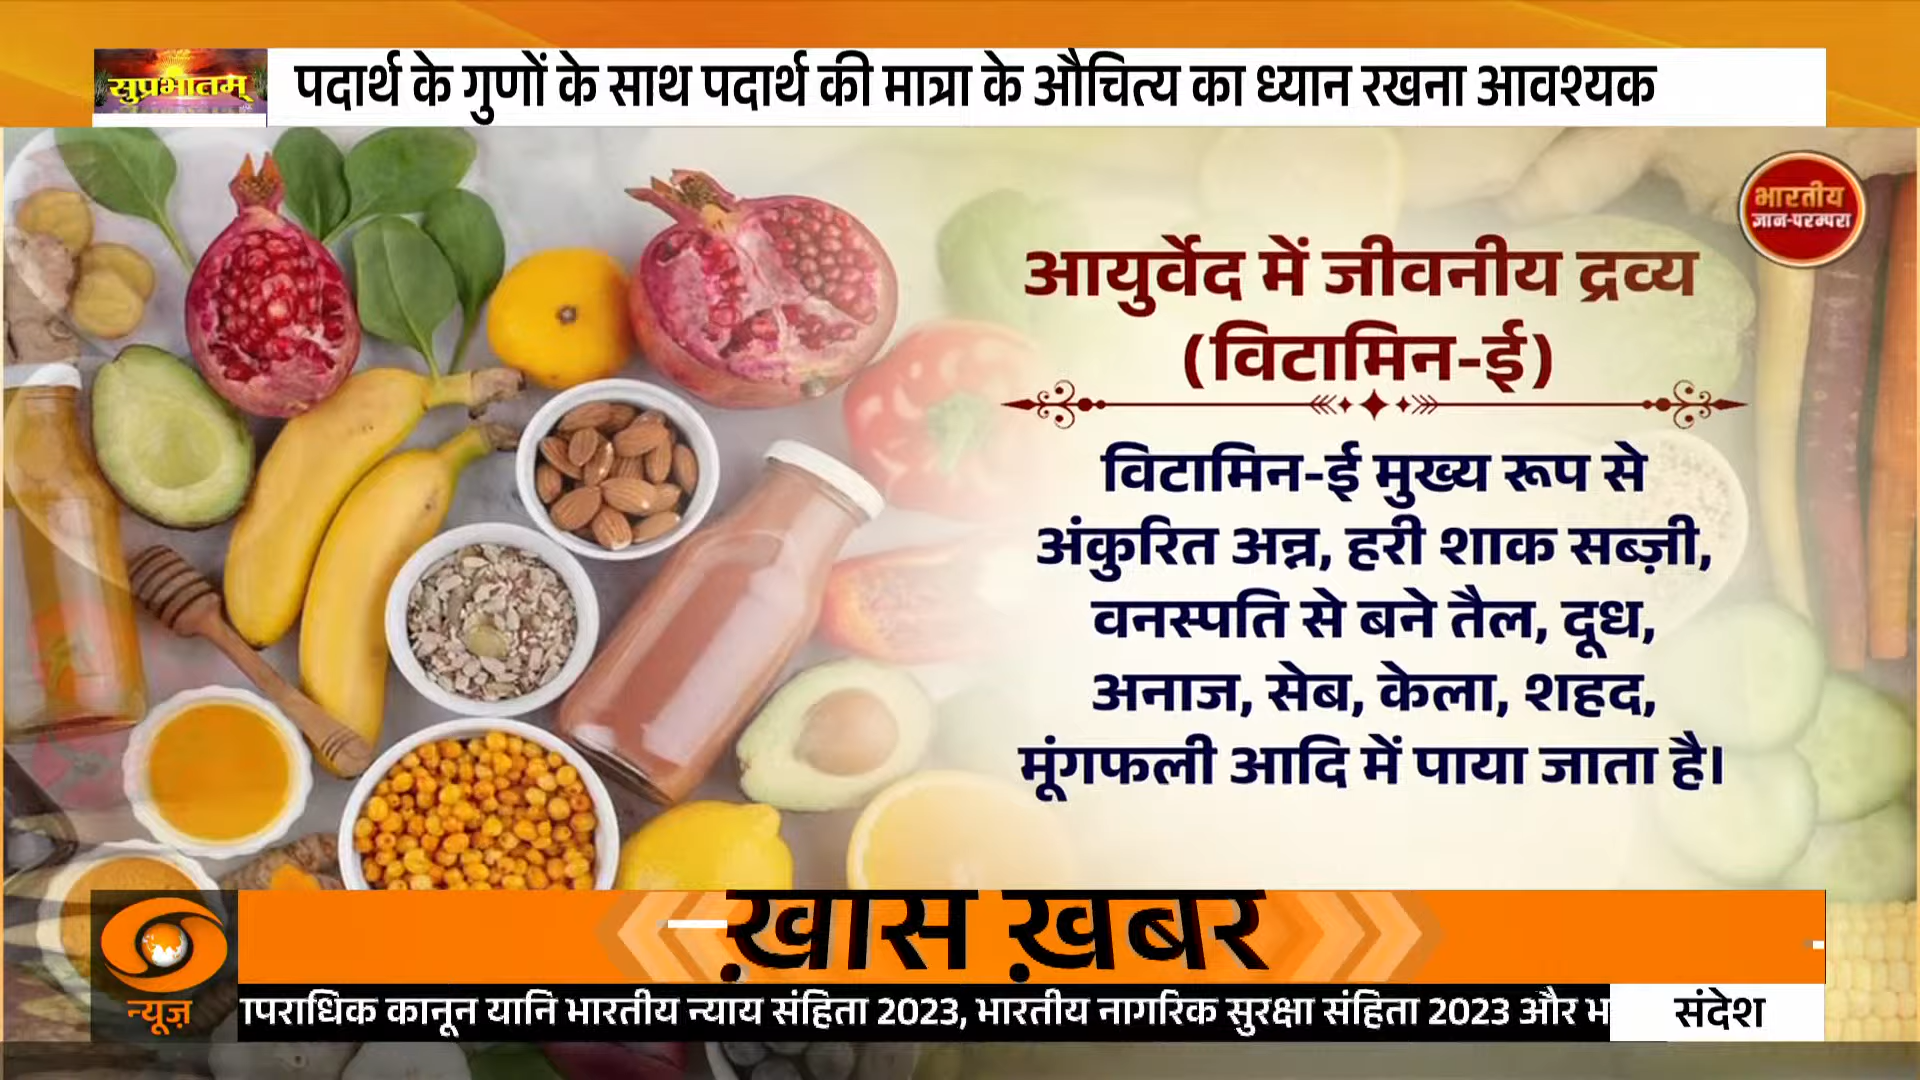 सुप्रभातम्
पदार्थ के गुणों के साथ पदार्थ की मात्रा के औचित्य का ध्यान रखना आवश्यक
भारतीय
ज्ञान-परम्परा
आयुर्वेद में जीवनीय द्रव्य
(विटामिन-ई)
विटामिन-ई मुख्य रूप से
अंकुरित अन्न, हरी शाक सब्ज़ी,
वनस्पति से बने तैल, दूध,
अनाज, सेब, केला, शहद,
मूंगफली आदि में पाया जाता है।
ख़ास ख़बर
न्यूज़
ापराधिक कानून यानि भारतीय न्याय संहिता 2023, भारतीय नागरिक सुरक्षा संहिता 2023 और भ
संदेश